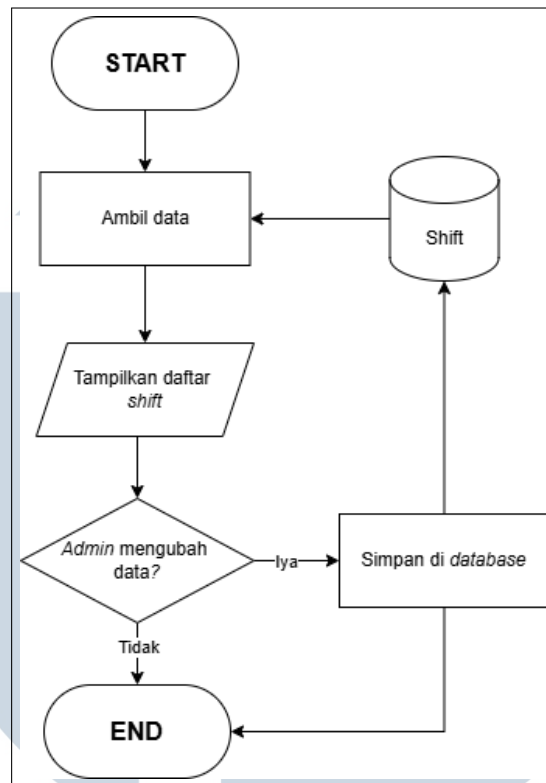 START
Ambil data
Shift
Tampilkan daftar
shift
Admin mengubah
data?
Iya
Simpan di database
Tidak
END